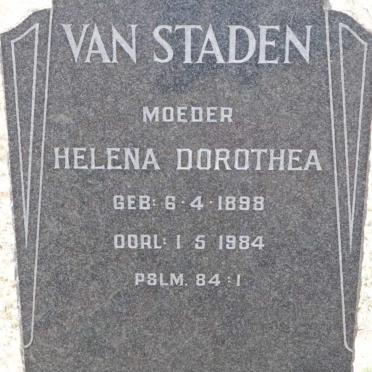 VAN STADEN
MOEDER
HELENA DOROTHEA
GEB: 6·4·1898
OORL: 1 5 1984
PSLM. 84:1